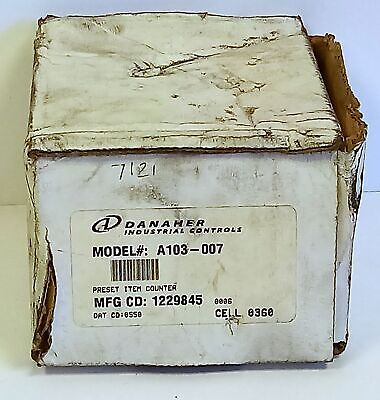 7121
DANAHER
INDUSTRIAL CONTROLS
MODEL#: A103-007
PRESET ITEM COUNTER
MFG CD: 1229845 0006
DAT CD:0550 CELL 0360